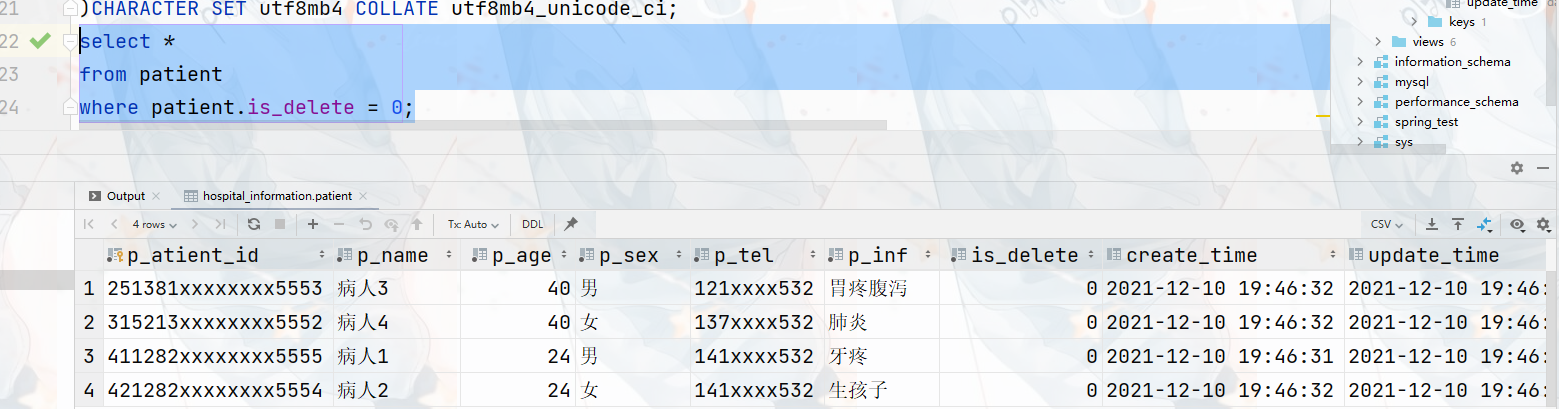 21 )CHARACTER SET utf8mb4 COLLATE utf8mb4_unicode_ci;
22 select *
23 from patient
24 where patient.is_delete = 0;
update_time
keys 1
views 6
information_schema
mysql
performance_schema
spring_test
sys
Output hospital_information.patient
4 rows Tx: Auto DDL CSV
p_atient_id p_name p_age p_sex p_tel p_inf is_delete create_time update_time
1 251381xxxxxxxx5553 病人3 40 男 121xxxx532 胃疼腹泻 0 2021-12-10 19:46:32 2021-12-10 19:46:
2 315213xxxxxxxx5552 病人4 40 女 137xxxx532 肺炎 0 2021-12-10 19:46:32 2021-12-10 19:46:
3 411282xxxxxxxx5555 病人1 24 男 141xxxx532 牙疼 0 2021-12-10 19:46:31 2021-12-10 19:46:
4 421282xxxxxxxx5554 病人2 24 女 141xxxx532 生孩子 0 2021-12-10 19:46:32 2021-12-10 19:46: